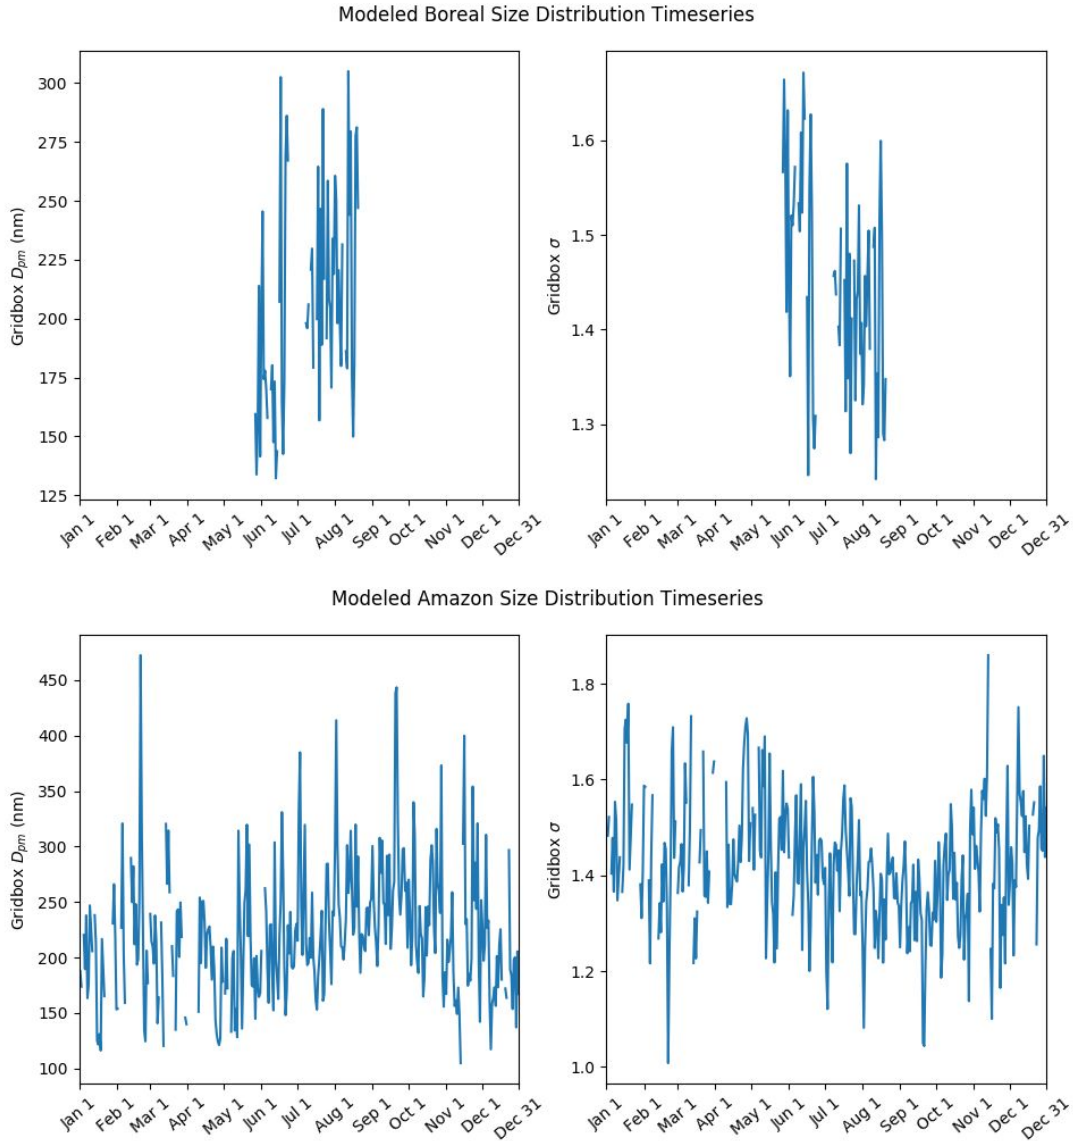 Modeled Boreal Size Distribution Timeseries
Gridbox D_pm (nm)
300
275
250
225
200
175
150
125
Jan 1 Feb 1 Mar 1 Apr 1 May 1 Jun 1 Jul 1 Aug 1 Sep 1 Oct 1 Nov 1 Dec 1 Dec 31
Gridbox σ
1.6
1.5
1.4
1.3
Jan 1 Feb 1 Mar 1 Apr 1 May 1 Jun 1 Jul 1 Aug 1 Sep 1 Oct 1 Nov 1 Dec 1 Dec 31
Modeled Amazon Size Distribution Timeseries
Gridbox D_pm (nm)
450
400
350
300
250
200
150
100
Jan 1 Feb 1 Mar 1 Apr 1 May 1 Jun 1 Jul 1 Aug 1 Sep 1 Oct 1 Nov 1 Dec 1 Dec 31
Gridbox σ
1.8
1.6
1.4
1.2
1.0
Jan 1 Feb 1 Mar 1 Apr 1 May 1 Jun 1 Jul 1 Aug 1 Sep 1 Oct 1 Nov 1 Dec 1 Dec 31